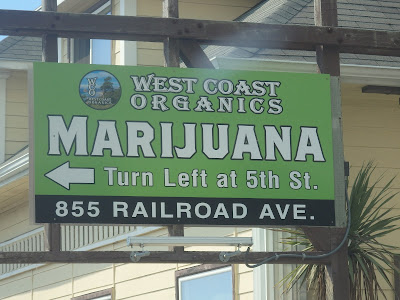 WEST COAST
ORGANICS
MARIJUANA
Turn Left at 5th St.
855 RAILROAD AVE.